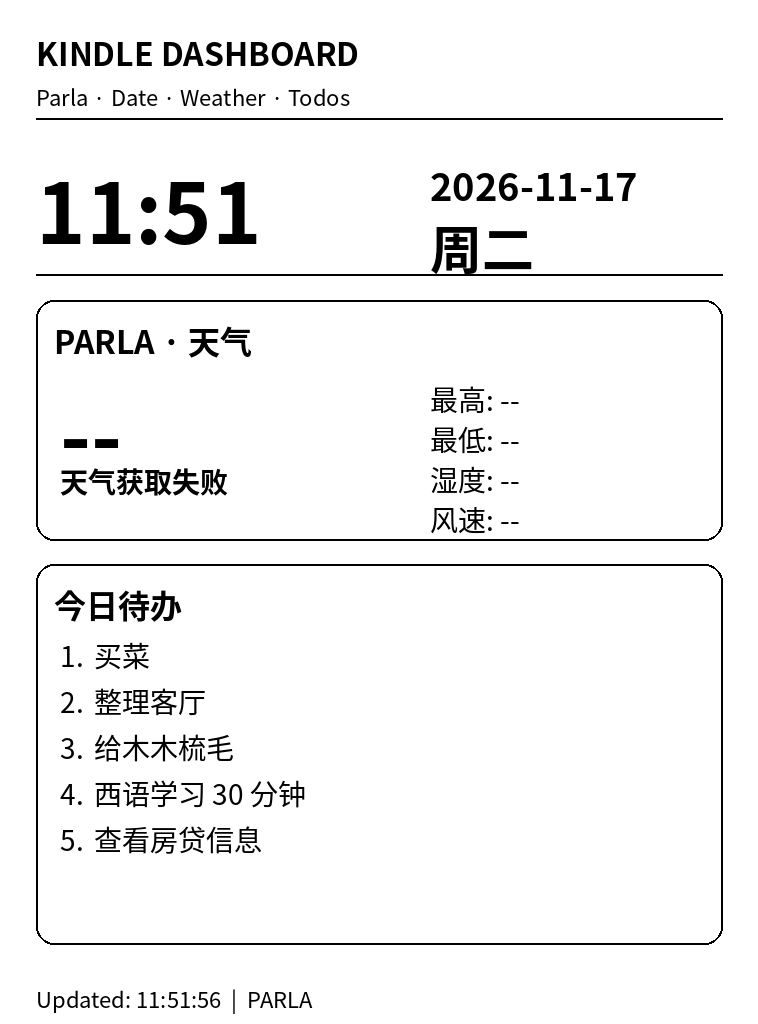 KINDLE DASHBOARD
Parla · Date · Weather · Todos
11:51
2026-11-17
周二
PARLA · 天气
--
天气获取失败
最高: --
最低: --
湿度: --
风速: --
今日待办
1. 买菜
2. 整理客厅
3. 给木木梳毛
4. 西语学习 30 分钟
5. 查看房贷信息
Updated: 11:51:56 | PARLA